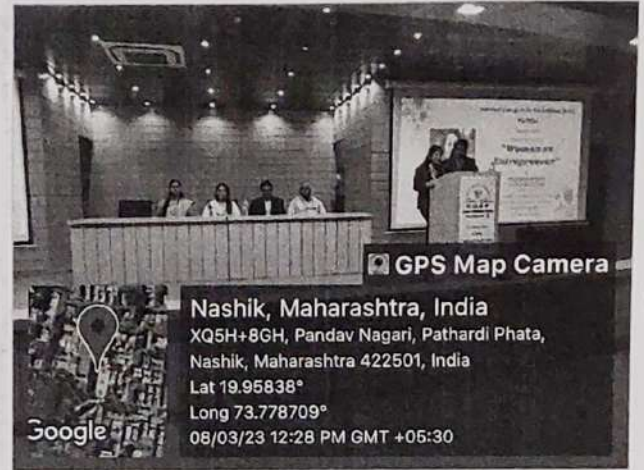 "Women as
Entrepreneur"
GPS Map Camera
Nashik, Maharashtra, India
XQ5H+8GH, Pandav Nagari, Pathardi Phata,
Nashik, Maharashtra 422501, India
Lat 19.95838°
Long 73.778709°
08/03/23 12:28 PM GMT +05:30
Google